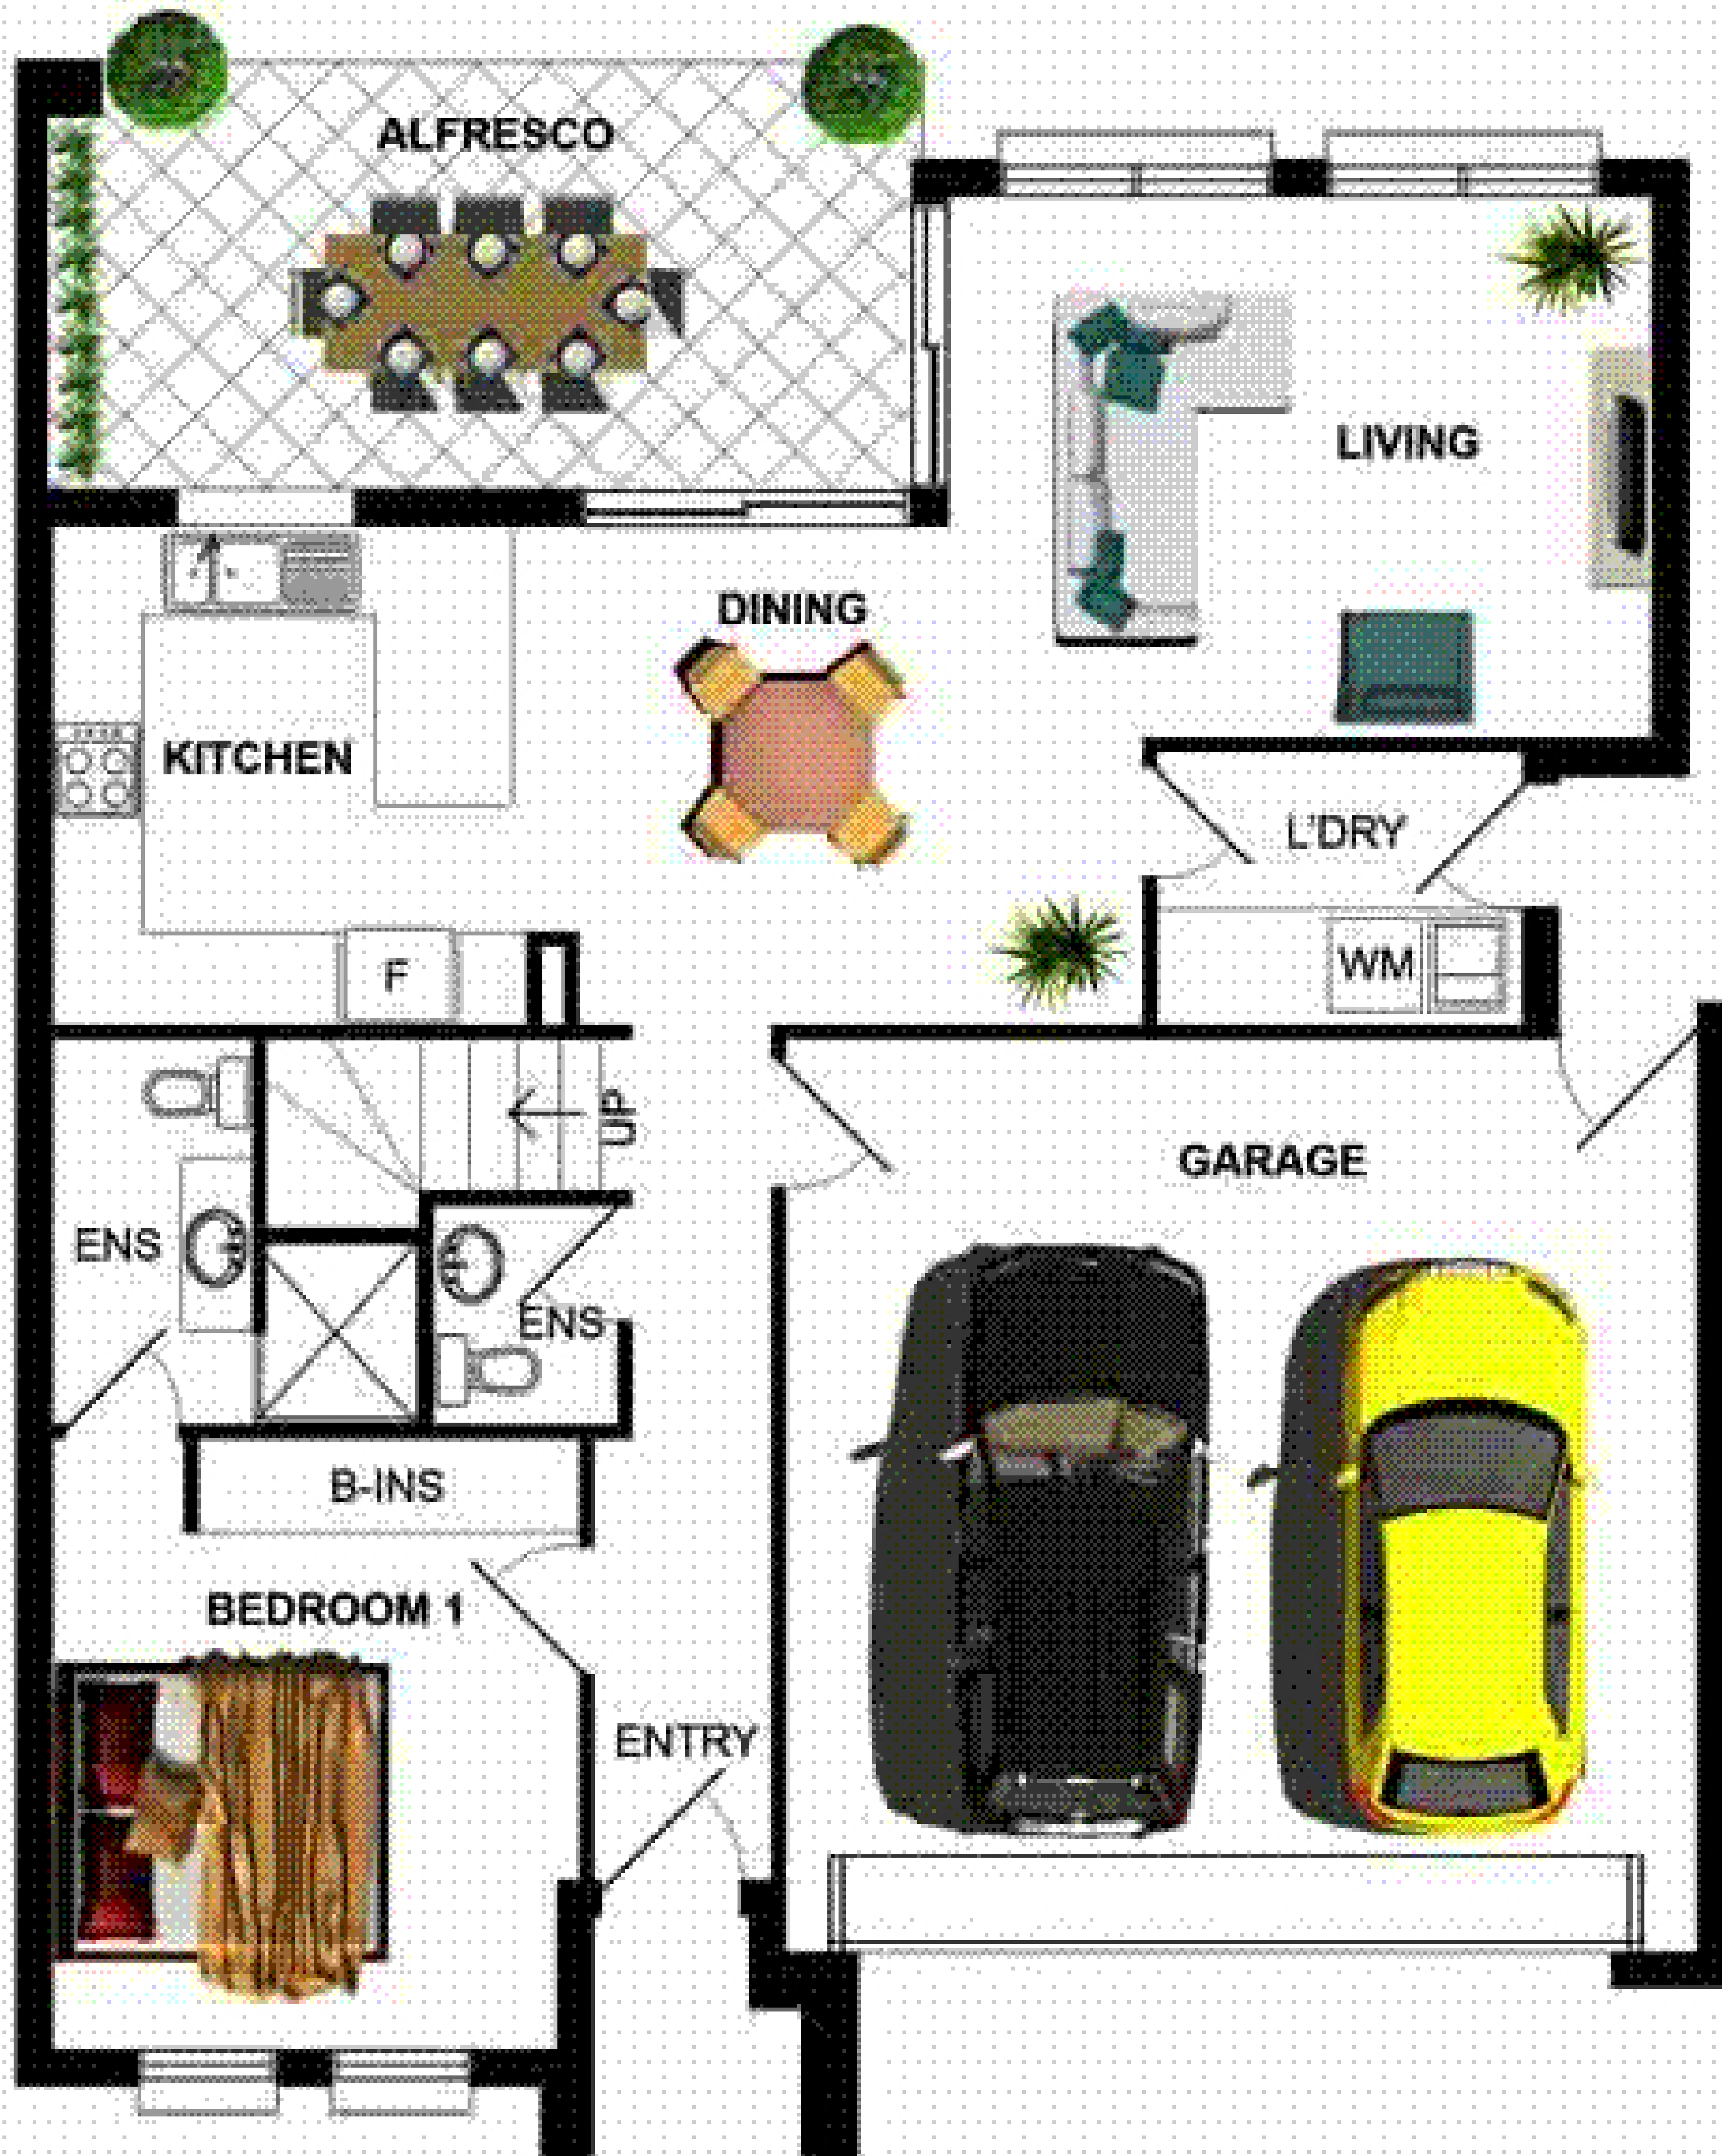 ALFRESCO
LIVING
DINING
KITCHEN
L'DRY
F
WM
UP
GARAGE
ENS
ENS
B-INS
BEDROOM 1
ENTRY